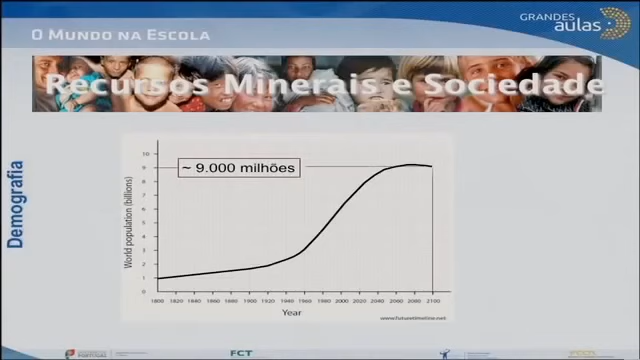 GRANDES
aulas
O MUNDO NA ESCOLA
Recursos Minerais e Sociedade
Demografia
World population (billions)
10
9
8
7
6
5
4
3
2
1
0
~ 9.000 milhões
1800 1820 1840 1860 1880 1900 1920 1940 1960 1980 2000 2020 2040 2060 2080 2100
Year
www.futuretimeline.net
FCT